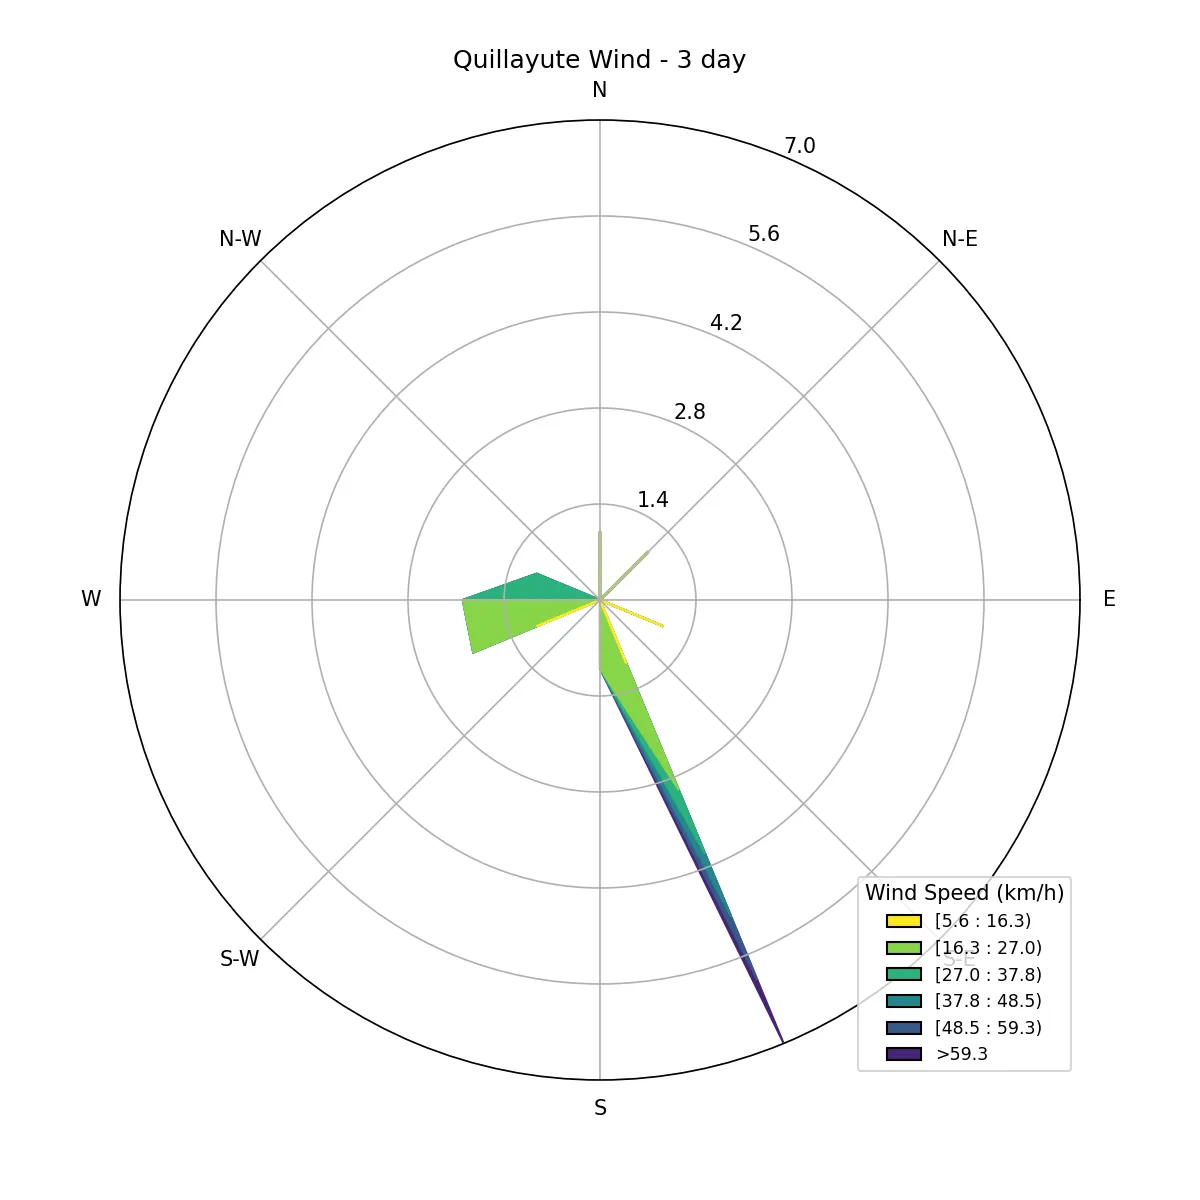 Quillayute Wind - 3 day
N
7.0
N-W
5.6
N-E
4.2
2.8
1.4
W
E
Wind Speed (km/h)
[5.6 : 16.3)
[16.3 : 27.0)
S-W
S-E
[27.0 : 37.8)
[37.8 : 48.5)
[48.5 : 59.3)
>59.3
S